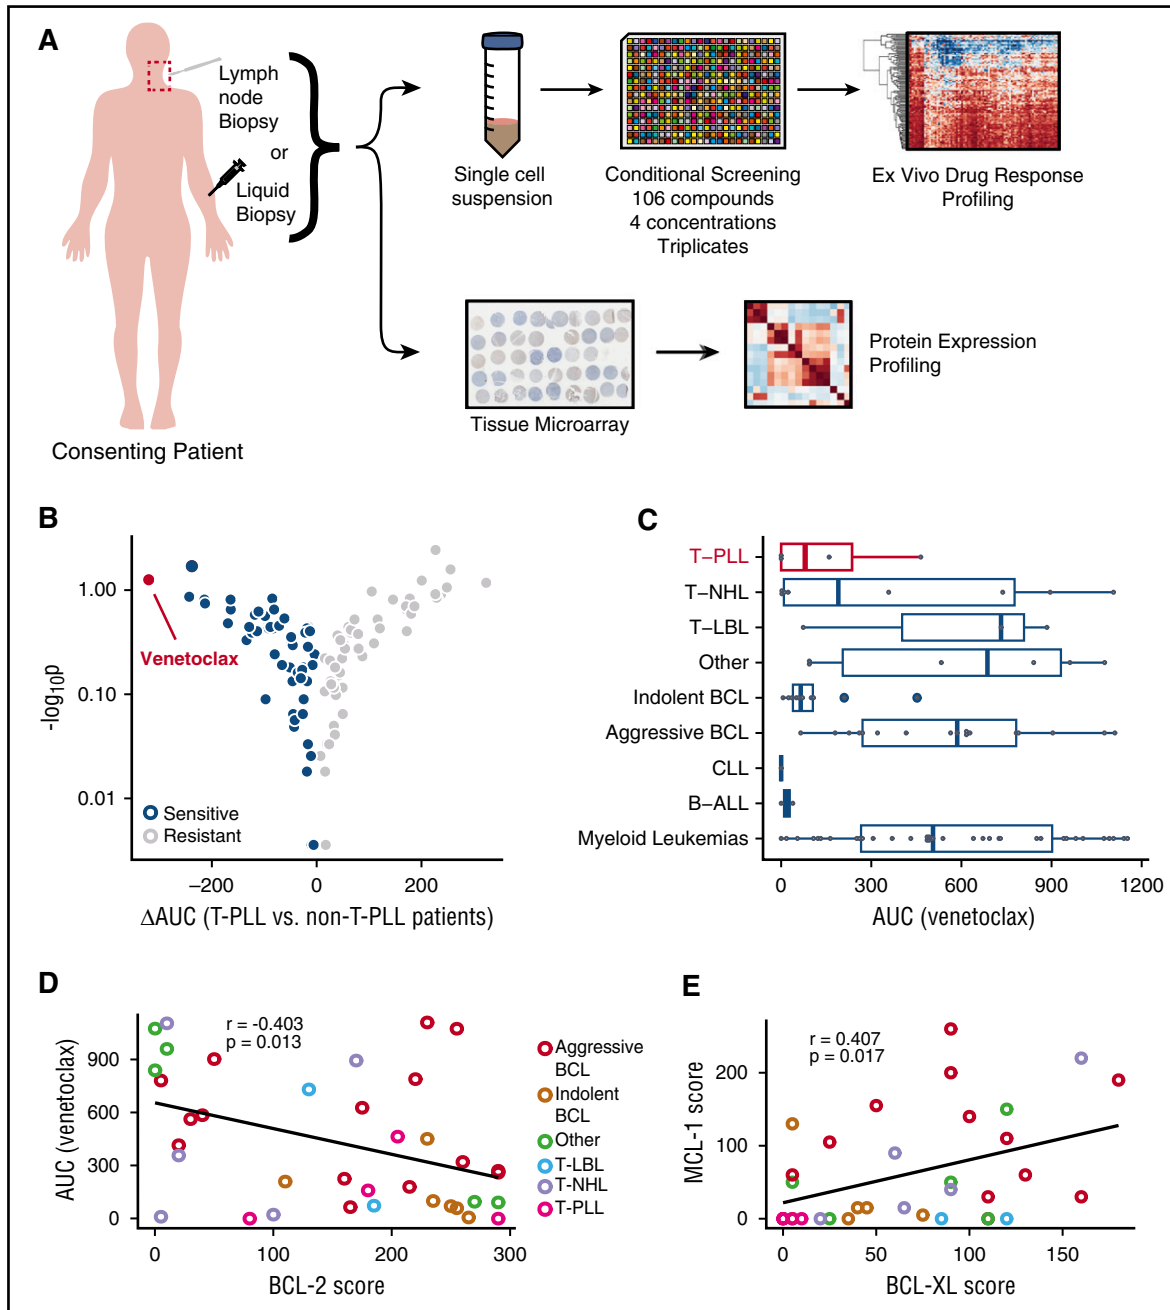 A
Lymph
node
Biopsy
or
Liquid
Biopsy
Consenting Patient
Single cell
suspension
Conditional Screening
106 compounds
4 concentrations
Triplicates
Ex Vivo Drug Response
Profiling
Tissue Microarray
Protein Expression
Profiling
B
-log10p
1.00
0.10
0.01
Venetoclax
Sensitive
Resistant
−200
0
200
ΔAUC (T-PLL vs. non-T-PLL patients)
C
T−PLL
T−NHL
T−LBL
Other
Indolent BCL
Aggressive BCL
CLL
B−ALL
Myeloid Leukemias
0
300
600
900
1200
AUC (venetoclax)
D
AUC (venetoclax)
900
600
300
0
r = -0.403
p = 0.013
0
100
200
300
BCL-2 score
Aggressive
BCL
Indolent
BCL
Other
T-LBL
T-NHL
T-PLL
E
MCL-1 score
200
100
0
r = 0.407
p = 0.017
0
50
100
150
BCL-XL score